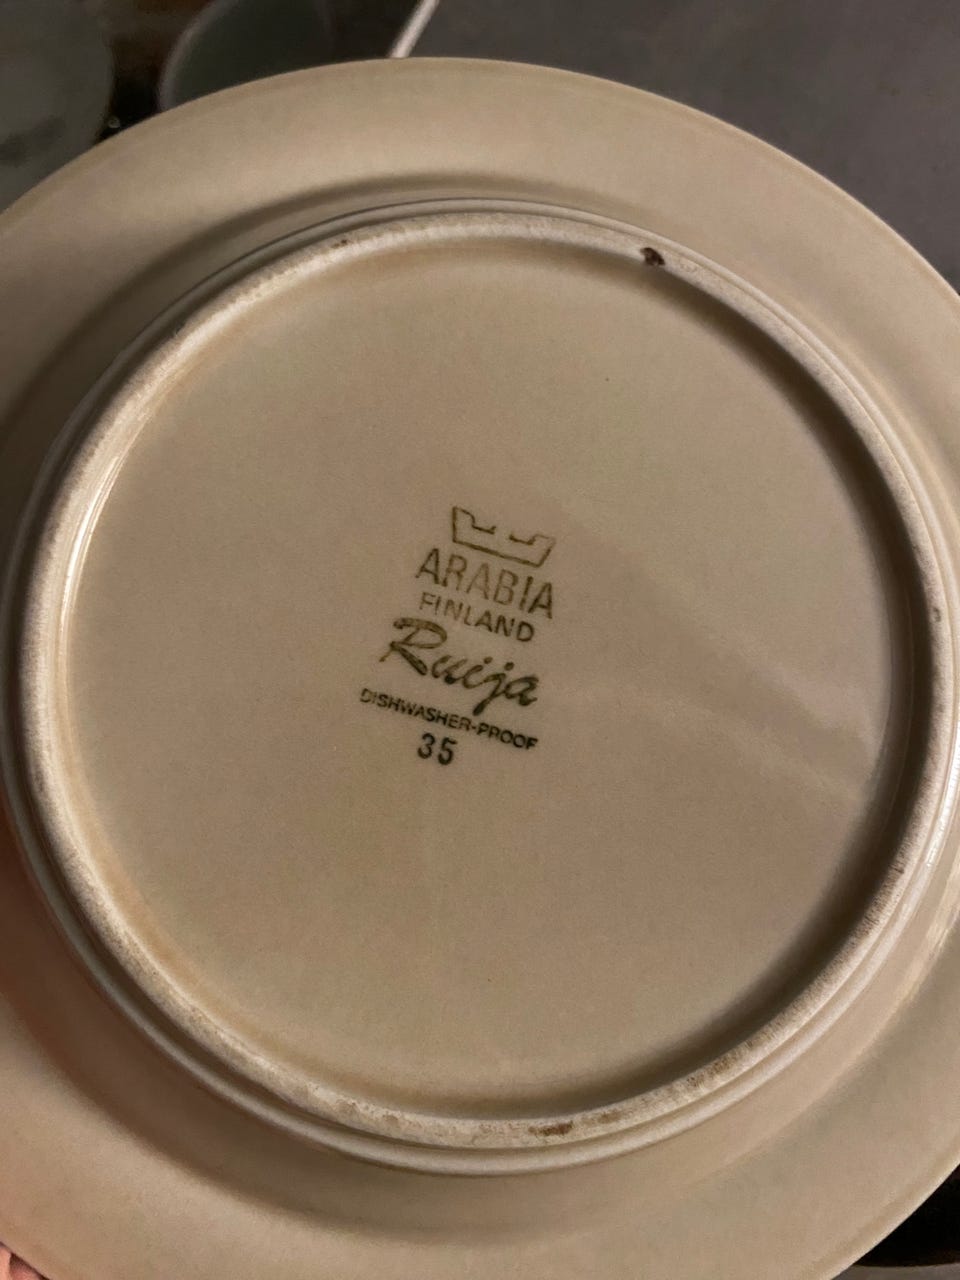 ARABIA
FINLAND
Ruija
DISHWASHER-PROOF
35